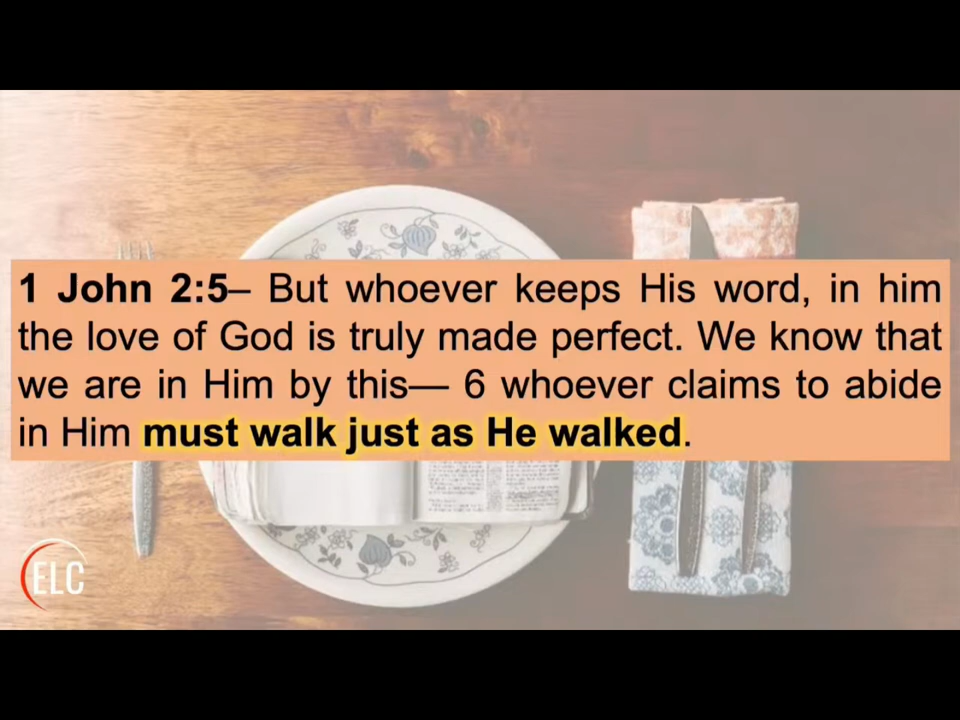 1 John 2:5– But whoever keeps His word, in him
the love of God is truly made perfect. We know that
we are in Him by this— 6 whoever claims to abide
in Him must walk just as He walked.
ELC